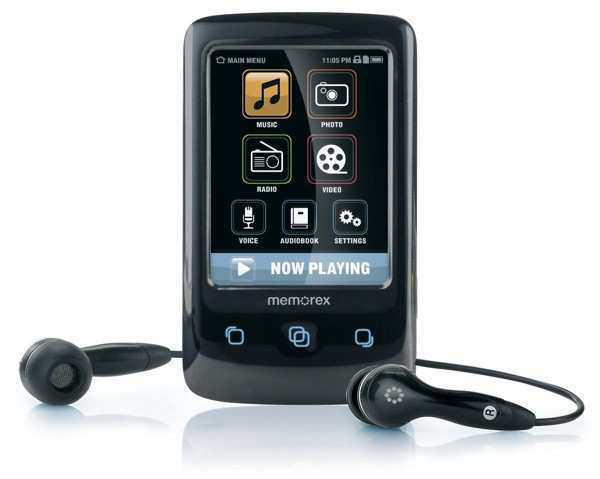 MAIN MENU 11:05 PM
MUSIC PHOTO
RADIO VIDEO
VOICE AUDIOBOOK SETTINGS
NOW PLAYING
memorex
R